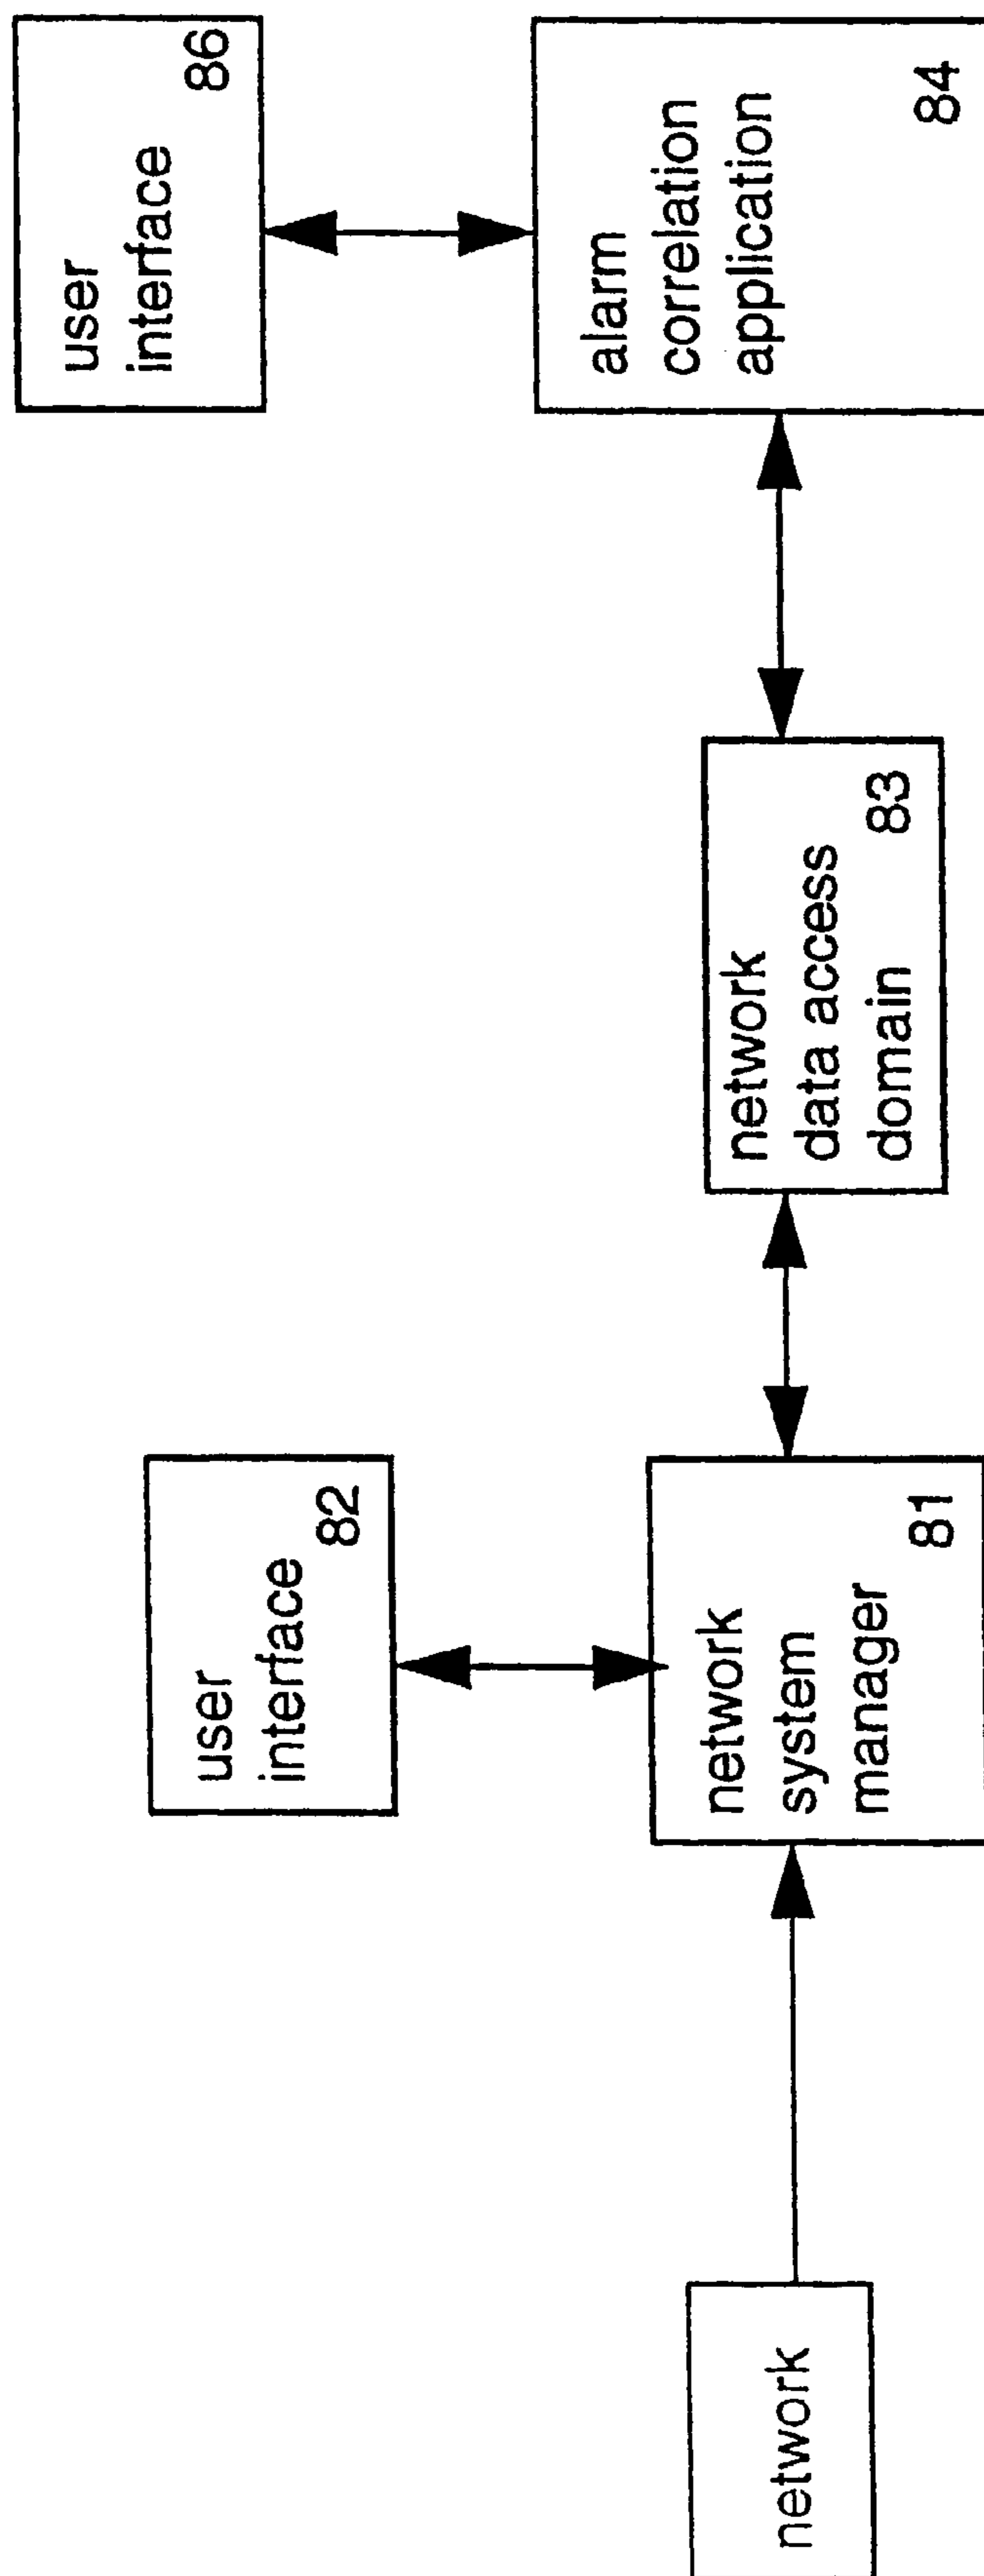 user
interface
82
user
interface
86
network
network
system
manager
81
network
data access
domain 83
alarm
correlation
application
84